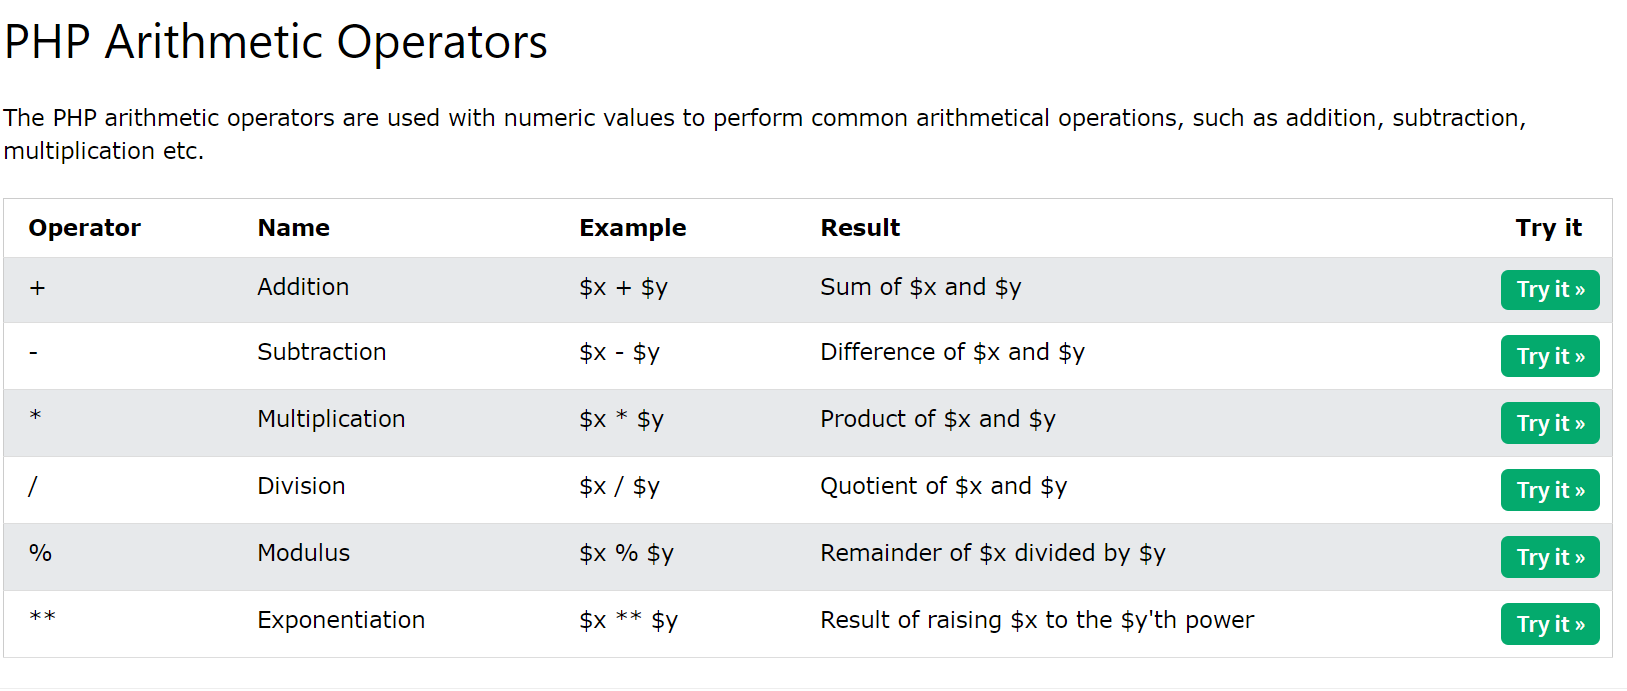 PHP Arithmetic Operators
The PHP arithmetic operators are used with numeric values to perform common arithmetical operations, such as addition, subtraction,
multiplication etc.
Operator Name Example Result Try it
+ Addition $x + $y Sum of $x and $y Try it »
- Subtraction $x - $y Difference of $x and $y Try it »
* Multiplication $x * $y Product of $x and $y Try it »
/ Division $x / $y Quotient of $x and $y Try it »
% Modulus $x % $y Remainder of $x divided by $y Try it »
** Exponentiation $x ** $y Result of raising $x to the $y'th power Try it »